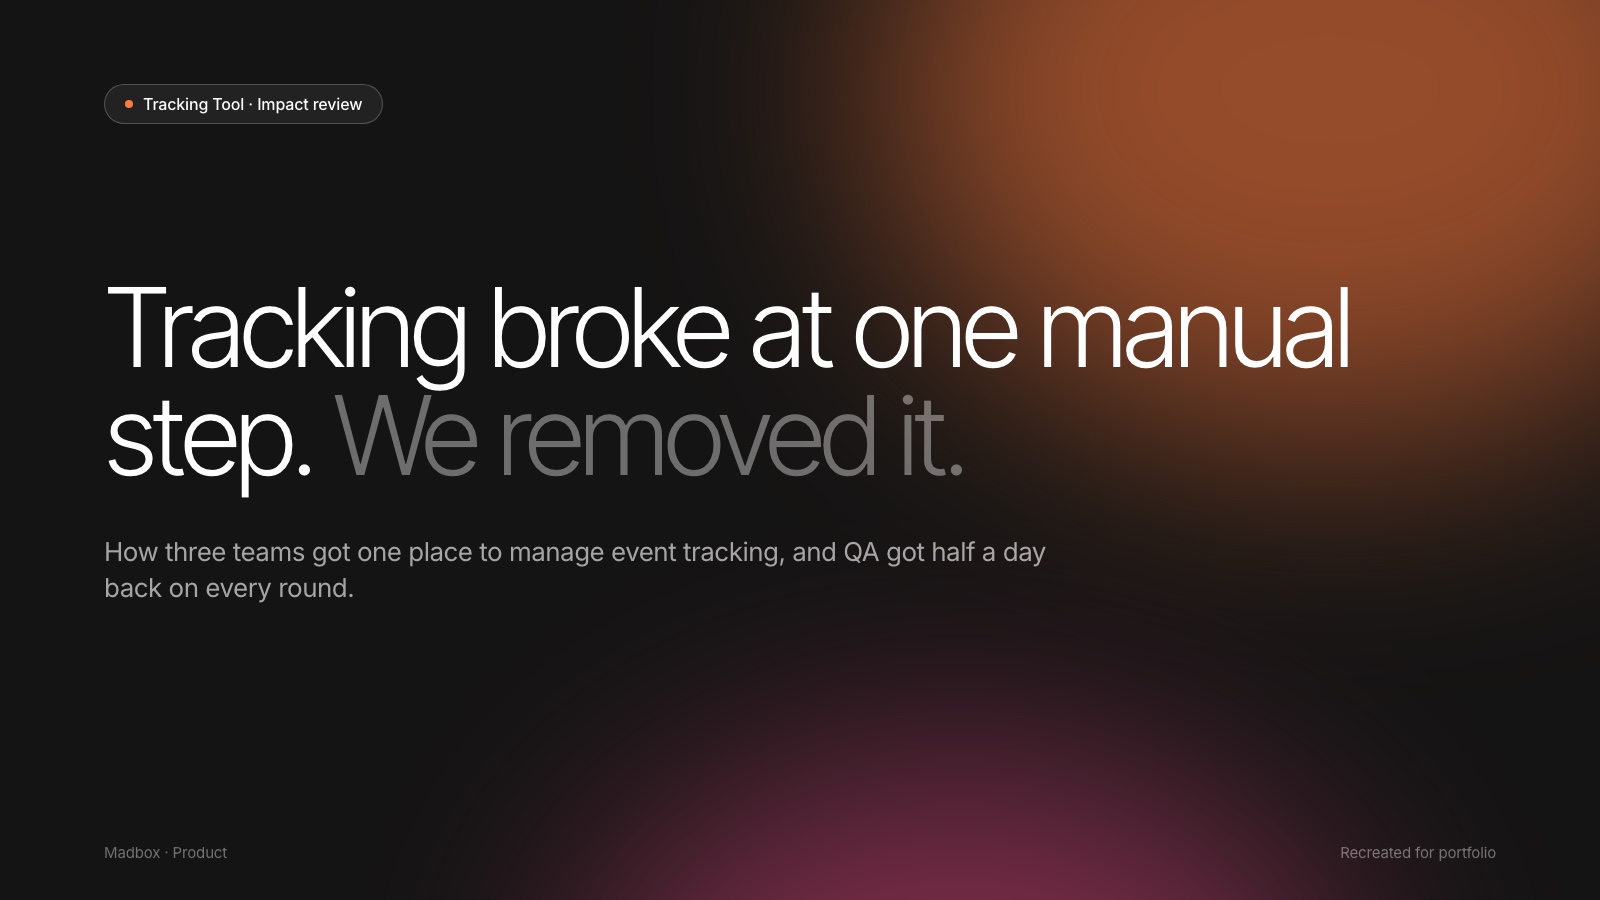 Tracking Tool · Impact review
Tracking broke at one manual
step. We removed it.
How three teams got one place to manage event tracking, and QA got half a day
back on every round.
Madbox · Product
Recreated for portfolio